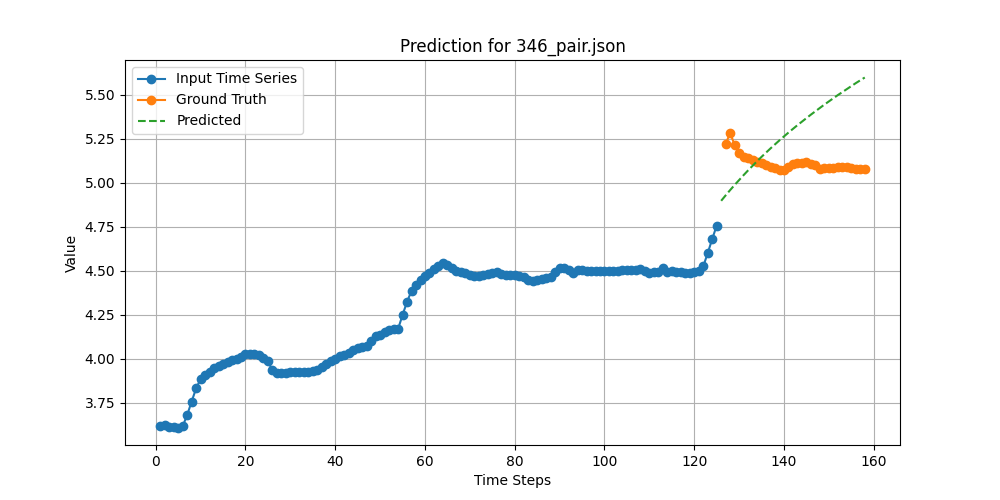 Prediction for 346_pair.json
Input Time Series
Ground Truth
Predicted
5.50
5.25
5.00
4.75
4.50
4.25
4.00
3.75
Value
0 20 40 60 80 100 120 140 160
Time Steps